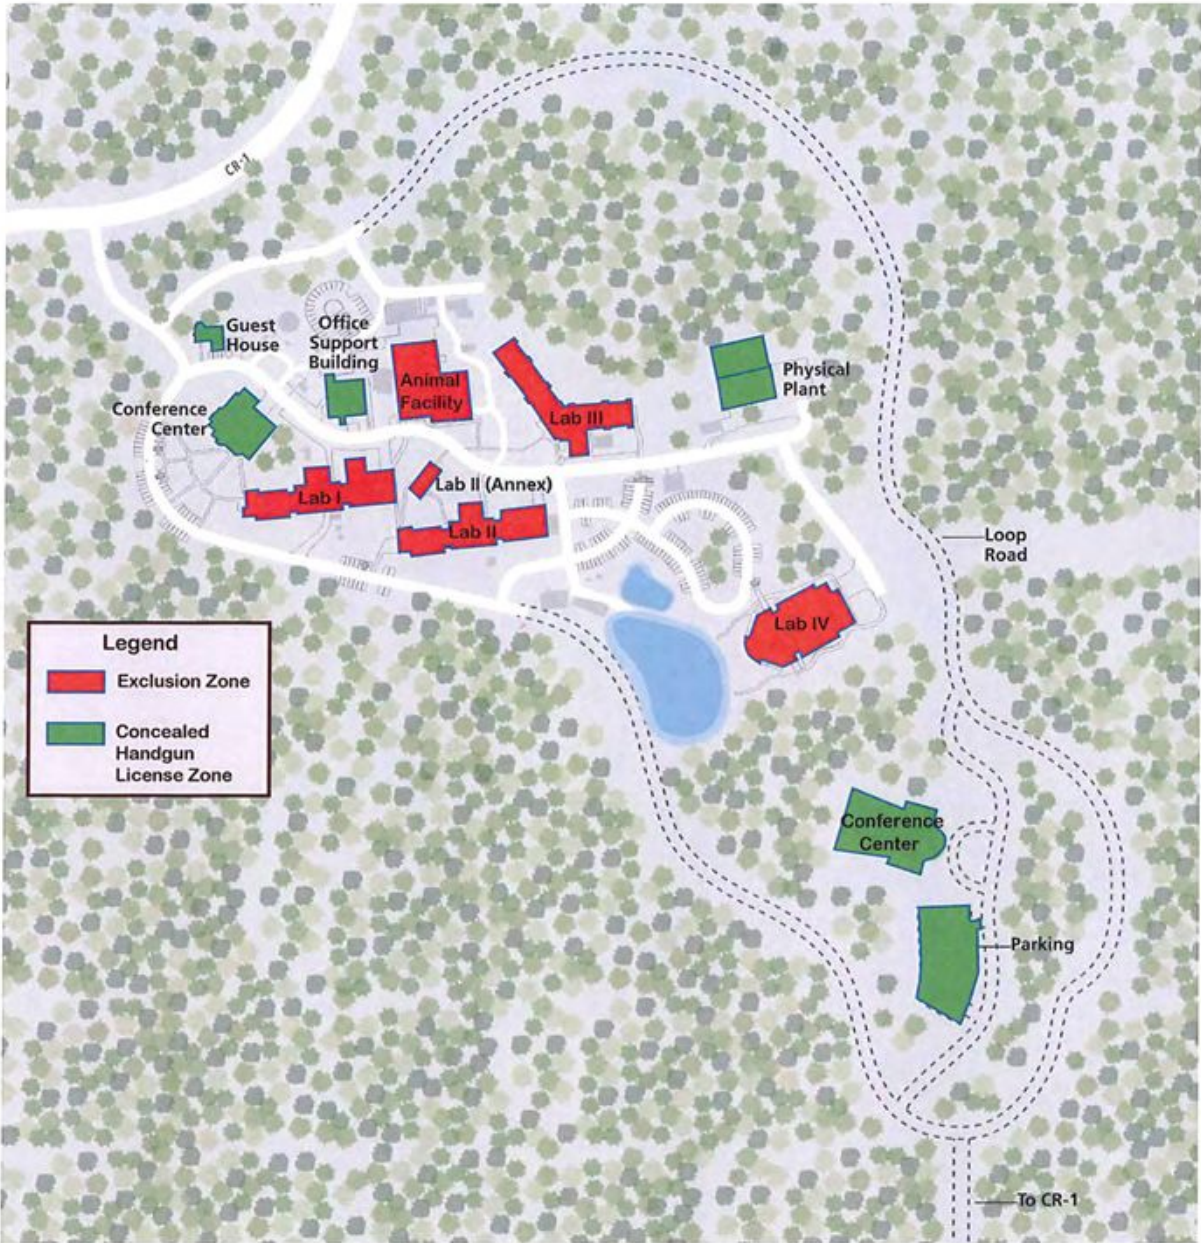 CR-1
Guest
House
Office
Support
Building
Animal
Facility
Conference
Center
Lab III
Physical
Plant
Lab I
Lab II (Annex)
Lab II
Loop
Road
Lab IV
Legend
Exclusion Zone
Concealed
Handgun
License Zone
Conference
Center
Parking
To CR-1